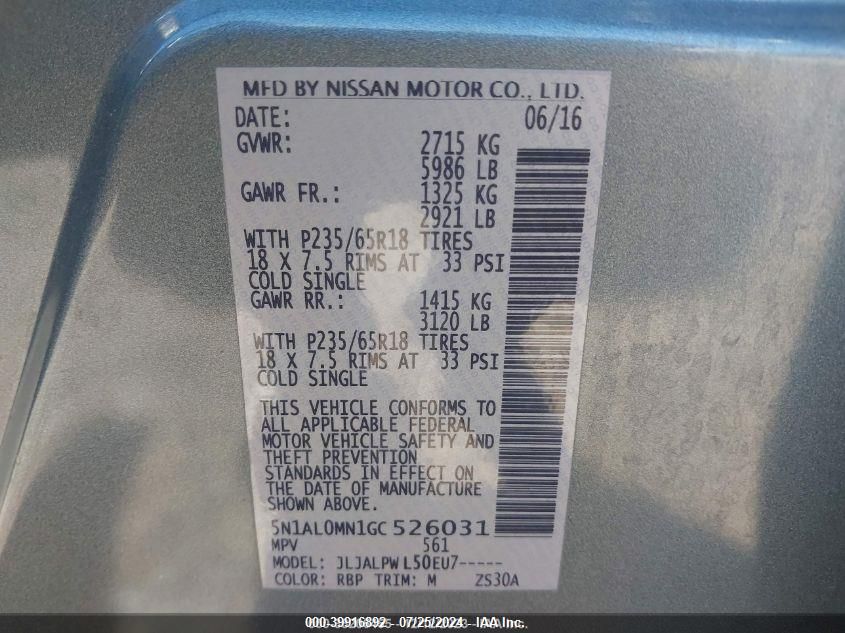 MFD BY NISSAN MOTOR CO., LTD.
DATE: 06/16
GVWR: 2715 KG
5986 LB
GAWR FR.: 1325 KG
2921 LB
WITH P235/65R18 TIRES
18 X 7.5 RIMS AT 33 PSI
COLD SINGLE
GAWR RR.: 1415 KG
3120 LB
WITH P235/65R18 TIRES
18 X 7.5 RIMS AT 33 PSI
COLD SINGLE
THIS VEHICLE CONFORMS TO
ALL APPLICABLE FEDERAL
MOTOR VEHICLE SAFETY AND
THEFT PREVENTION
STANDARDS IN EFFECT ON
THE DATE OF MANUFACTURE
SHOWN ABOVE.
5N1AL0MN1GC526031
MPV 561
MODEL: JLJALPWL50EU7-----
COLOR: RBP TRIM: M ZS30A
000-39916892 - 07/25/2024 - IAA Inc.